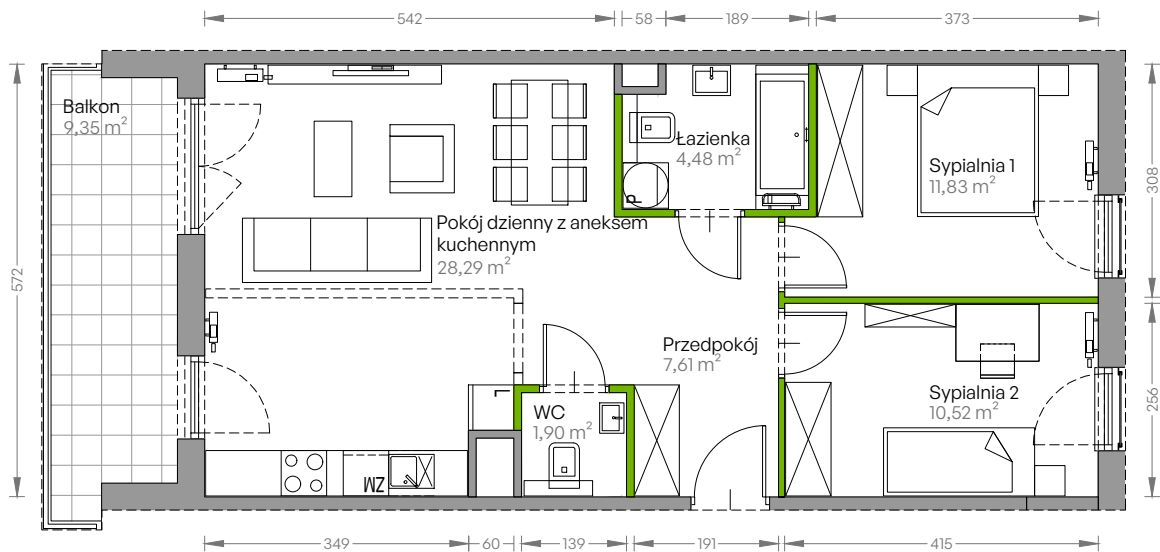 542
58
189
373
Balkon
9,35 m²
Łazienka
4,48 m²
Sypialnia 1
11,83 m²
308
P
Pokój dzienny z aneksem
kuchennym
28,29 m²
572
Przedpokój
7,61 m²
L
WC
1,90 m²
Sypialnia 2
10,52 m²
256
ZM
349
60
139
191
415